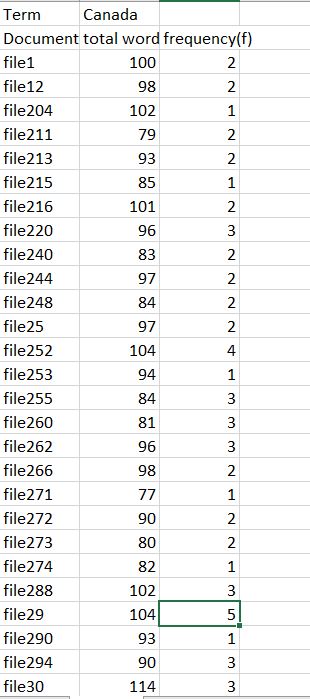 Term Canada
Document total word frequency(f)
file1 100 2
file12 98 2
file204 102 1
file211 79 2
file213 93 2
file215 85 1
file216 101 2
file220 96 3
file240 83 2
file244 97 2
file248 84 2
file25 97 2
file252 104 4
file253 94 1
file255 84 3
file260 81 3
file262 96 3
file266 98 2
file271 77 1
file272 90 2
file273 80 2
file274 82 1
file288 102 3
file29 104 5
file290 93 1
file294 90 3
file30 114 3